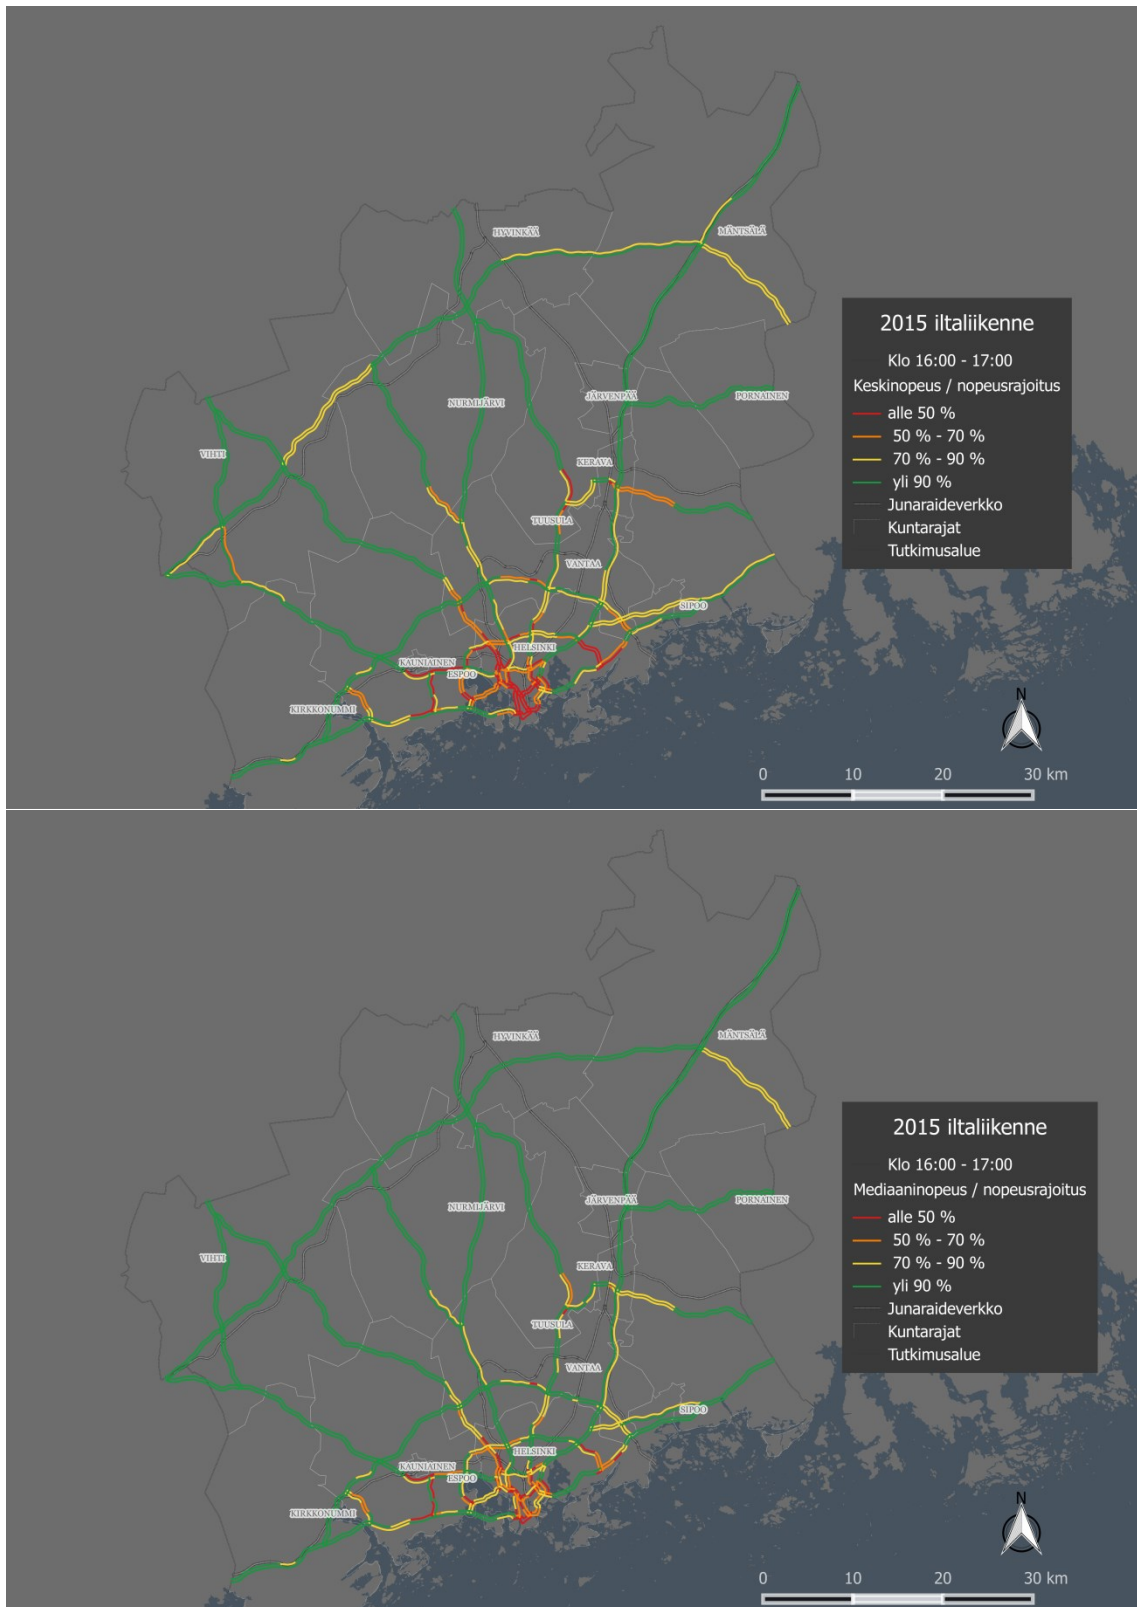 HYVINKÄÄ
MÄNTSÄLÄ
2015 iltaliikenne
Klo 16:00 - 17:00
Keskinopeus / nopeusrajoitus
alle 50 %
50 % - 70 %
70 % - 90 %
yli 90 %
Junaraideverkko
Kuntarajat
Tutkimusalue
NURMIJÄRVI
JÄRVENPÄÄ
PORNAINEN
VIHTI
KERAVA
TUUSULA
VANTAA
SIPOO
HELSINKI
KAUNIAINEN
ESPOO
KIRKKONUMMI
N
0 10 20 30 km
HYVINKÄÄ
MÄNTSÄLÄ
2015 iltaliikenne
Klo 16:00 - 17:00
Mediaaninopeus / nopeusrajoitus
alle 50 %
50 % - 70 %
70 % - 90 %
yli 90 %
Junaraideverkko
Kuntarajat
Tutkimusalue
NURMIJÄRVI
JÄRVENPÄÄ
PORNAINEN
VIHTI
KERAVA
TUUSULA
VANTAA
SIPOO
HELSINKI
KAUNIAINEN
ESPOO
KIRKKONUMMI
N
0 10 20 30 km